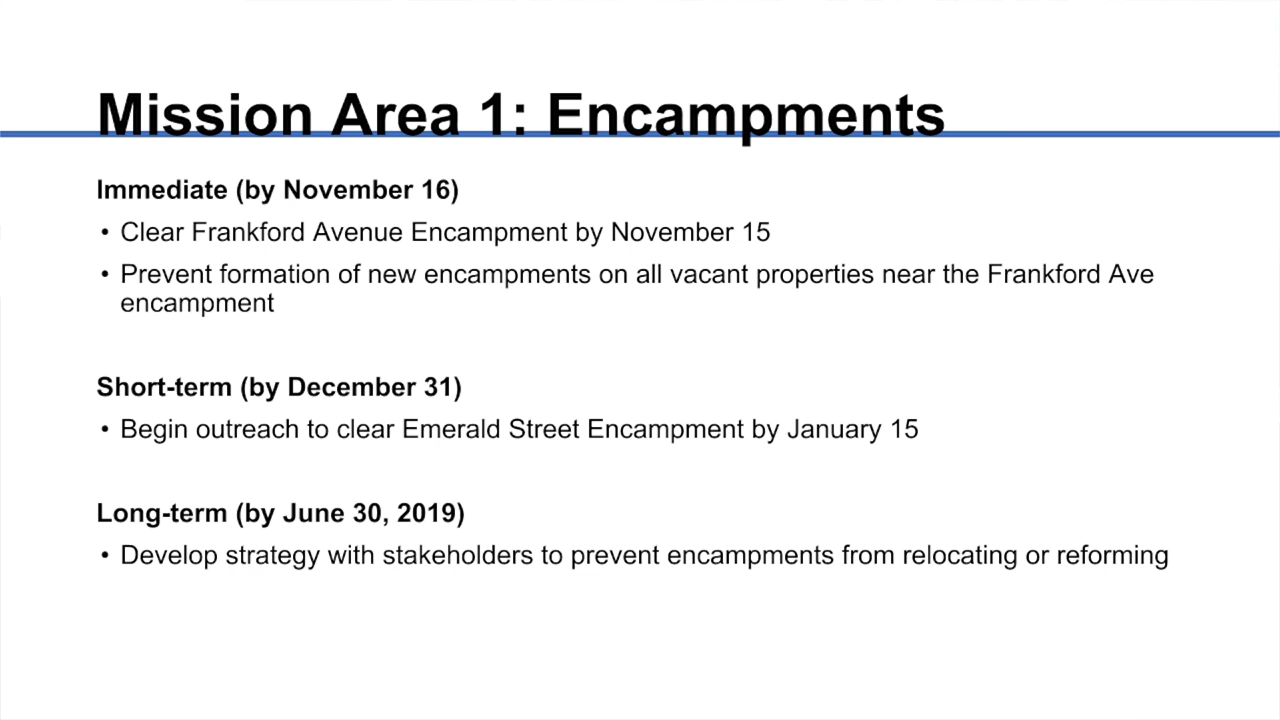 Mission Area 1: Encampments
Immediate (by November 16)
• Clear Frankford Avenue Encampment by November 15
• Prevent formation of new encampments on all vacant properties near the Frankford Ave
encampment
Short-term (by December 31)
• Begin outreach to clear Emerald Street Encampment by January 15
Long-term (by June 30, 2019)
• Develop strategy with stakeholders to prevent encampments from relocating or reforming